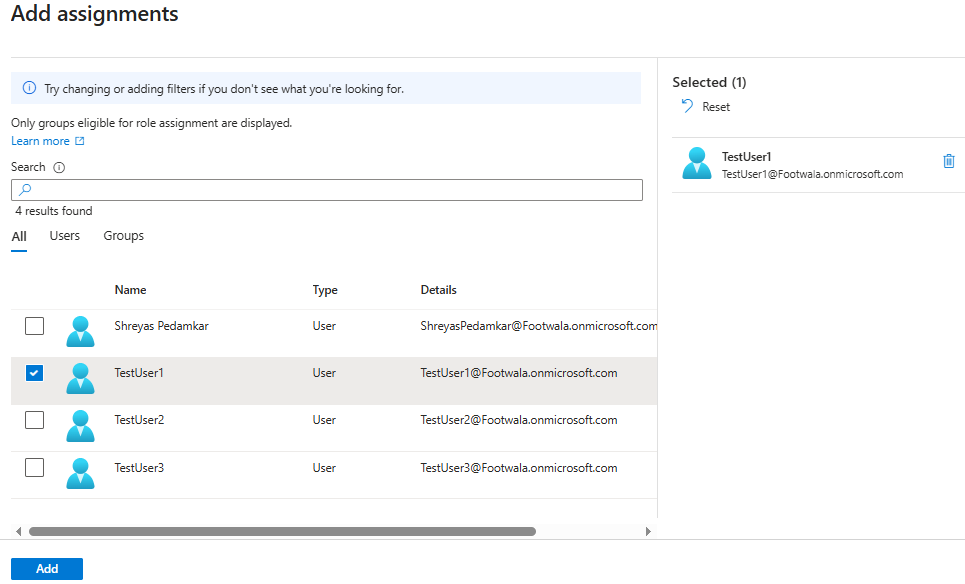 Add assignments
Try changing or adding filters if you don't see what you're looking for.
Only groups eligible for role assignment are displayed.
Learn more
Search
4 results found
All Users Groups
Name Type Details
Shreyas Pedamkar User ShreyasPedamkar@Footwala.onmicrosoft.com
TestUser1 User TestUser1@Footwala.onmicrosoft.com
TestUser2 User TestUser2@Footwala.onmicrosoft.com
TestUser3 User TestUser3@Footwala.onmicrosoft.com
Add
Selected (1)
Reset
TestUser1
TestUser1@Footwala.onmicrosoft.com